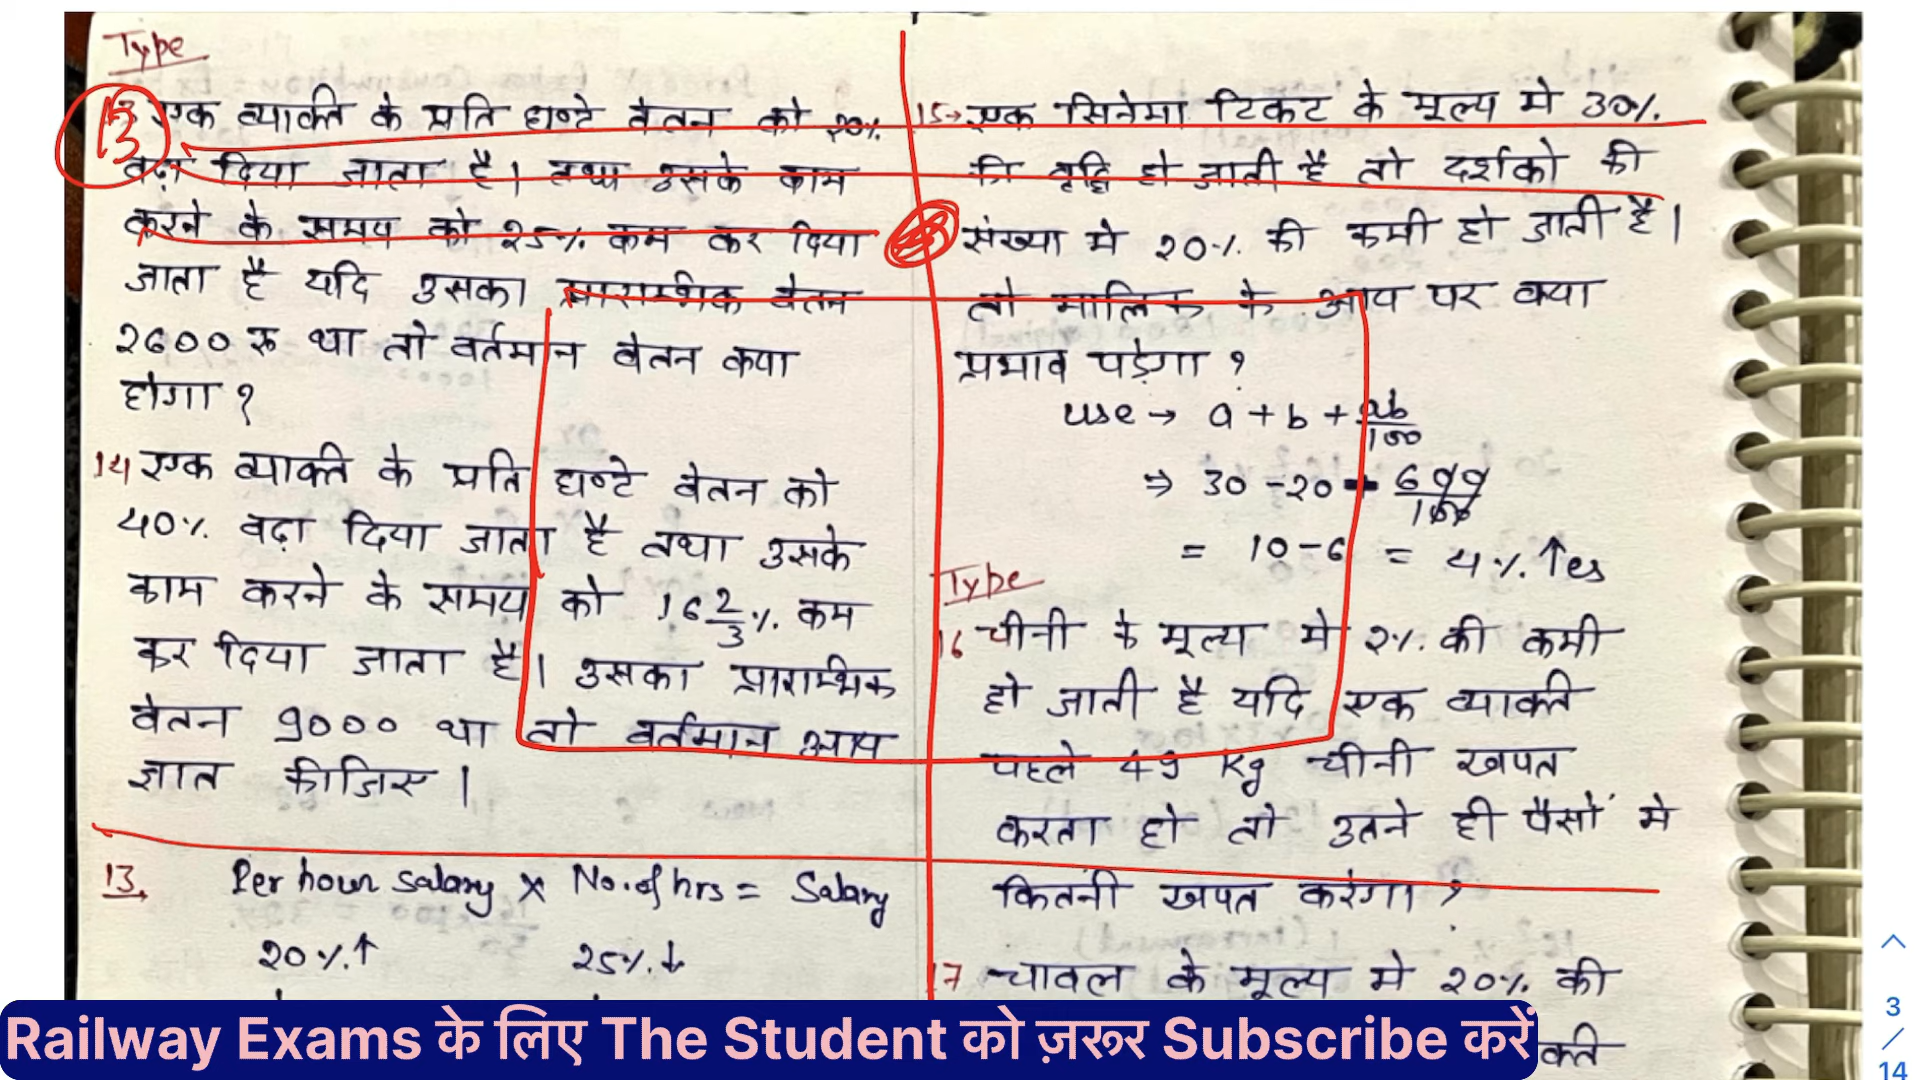 Type
13 एक व्याक्ति के प्रति घण्टे वेतन को 20%
बढ़ा दिया जाता है। तथा उसके काम
करने के समय को 25% कम कर दिया
जाता है यदि उसका प्रारम्भिक वेतन
2600 रु था तो वर्तमान वेतन क्या
होगा ?
14 एक व्याक्ति के प्रति घण्टे वेतन को
40% बढ़ा दिया जाता है तथा उसके
काम करने के समय को 16 2/3 % कम
कर दिया जाता है। उसका प्रारम्भिक
वेतन 9000 था तो वर्तमान आय
ज्ञात कीजिए।
13. Per hour salary × No. of hrs = Salary
20%↑ 25%↓
15→ एक सिनेमा टिकट के मूल्य मे 30%
की वृद्धि हो जाती है तो दर्शको की
संख्या मे 20% की कमी हो जाती है।
तो मालिक के आय पर क्या
प्रभाव पड़ेगा ?
use → a + b + ab/100
⇒ 30 - 20 - 600/100
= 10 - 6 = 4% ↑es
Type
16 चीनी के मूल्य मे 2% की कमी
हो जाती है यदि एक व्याक्ति
पहले 49 Kg चीनी खपत
करता हो तो उतने ही पैसों मे
कितनी खपत करेगा ?
17 चावल के मूल्य मे 20% की
Railway Exams के लिए The Student को ज़रूर Subscribe करें
3
/
14